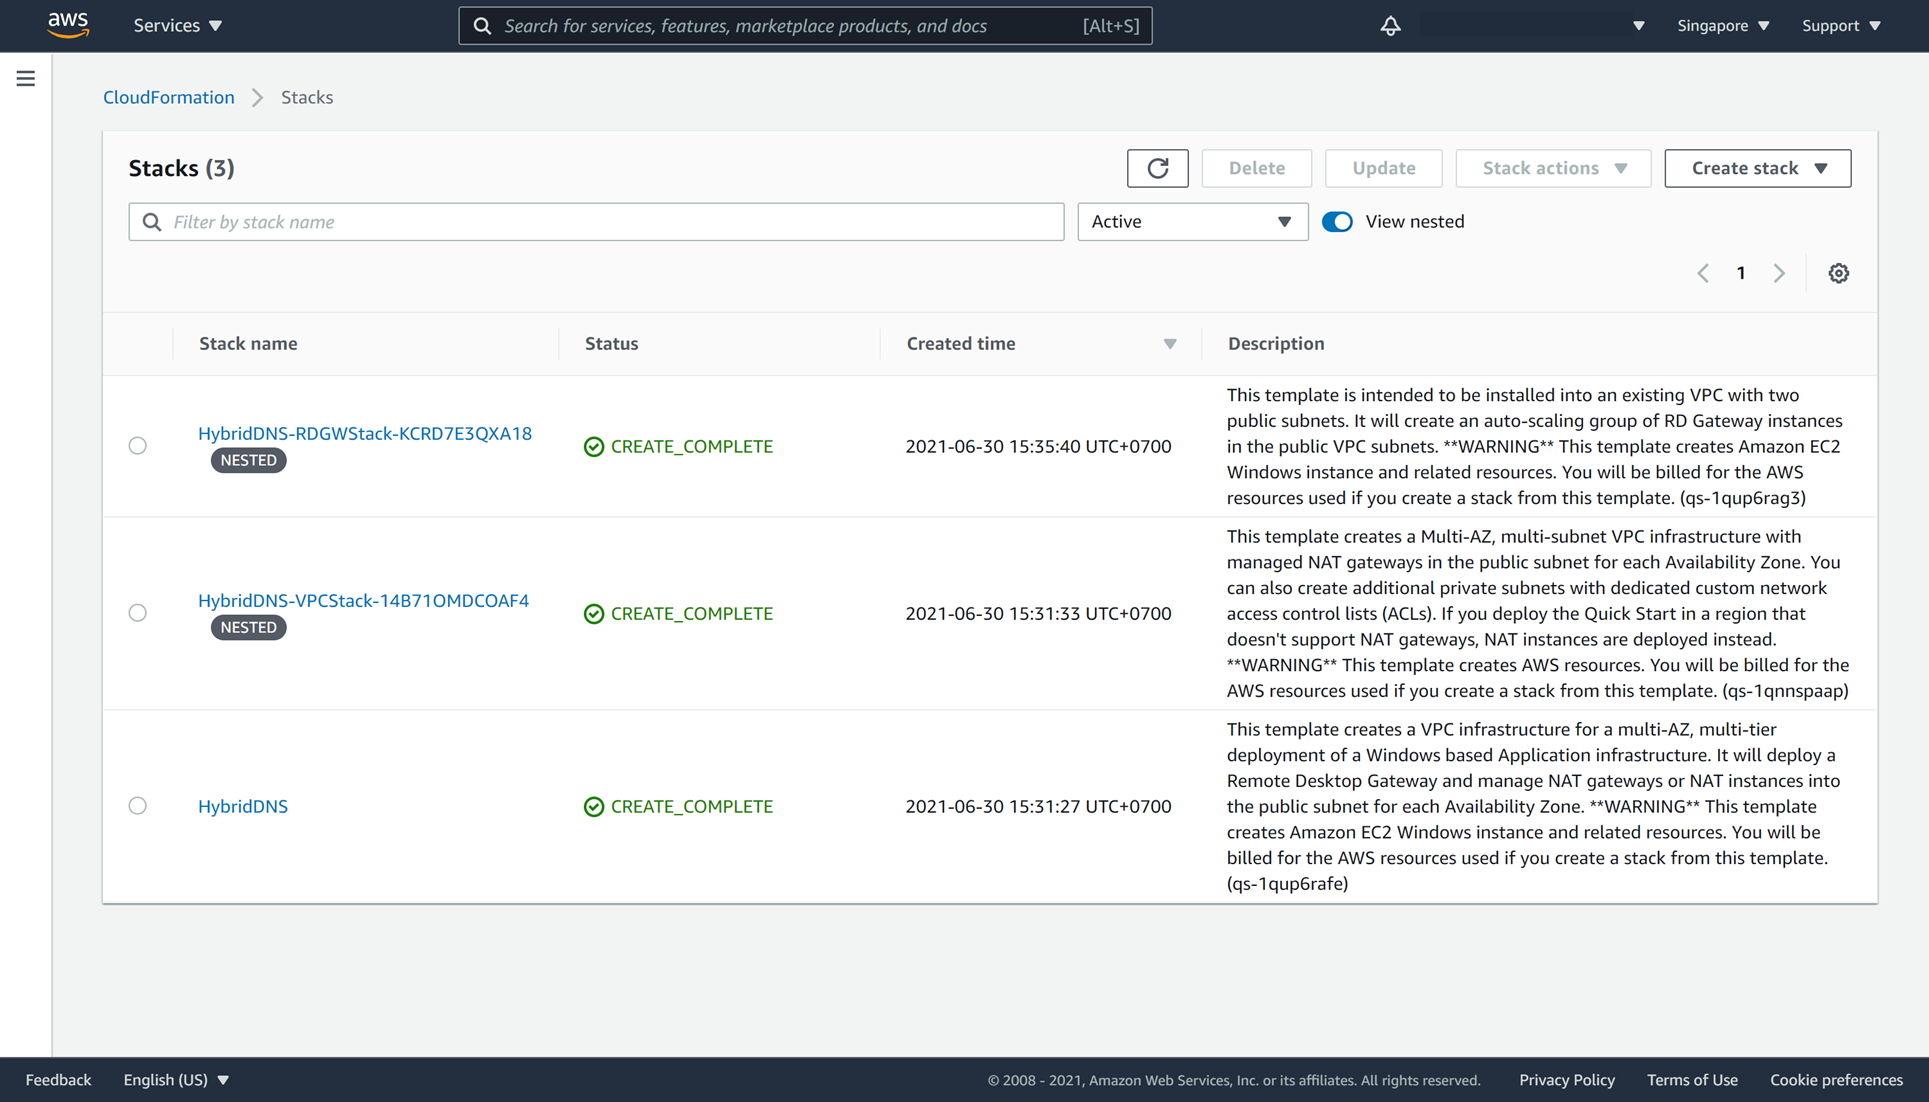 aws
Services
Search for services, features, marketplace products, and docs
[Alt+S]
Singapore
Support
CloudFormation
Stacks
Stacks (3)
Delete
Update
Stack actions
Create stack
Filter by stack name
Active
View nested
1
Stack name
Status
Created time
Description
HybridDNS-RDGWStack-KCRD7E3QXA18
NESTED
CREATE_COMPLETE
2021-06-30 15:35:40 UTC+0700
This template is intended to be installed into an existing VPC with two
public subnets. It will create an auto-scaling group of RD Gateway instances
in the public VPC subnets. **WARNING** This template creates Amazon EC2
Windows instance and related resources. You will be billed for the AWS
resources used if you create a stack from this template. (qs-1qup6rag3)
HybridDNS-VPCStack-14B71OMDCOAF4
NESTED
CREATE_COMPLETE
2021-06-30 15:31:33 UTC+0700
This template creates a Multi-AZ, multi-subnet VPC infrastructure with
managed NAT gateways in the public subnet for each Availability Zone. You
can also create additional private subnets with dedicated custom network
access control lists (ACLs). If you deploy the Quick Start in a region that
doesn't support NAT gateways, NAT instances are deployed instead.
**WARNING** This template creates AWS resources. You will be billed for the
AWS resources used if you create a stack from this template. (qs-1qnnspaap)
HybridDNS
CREATE_COMPLETE
2021-06-30 15:31:27 UTC+0700
This template creates a VPC infrastructure for a multi-AZ, multi-tier
deployment of a Windows based Application infrastructure. It will deploy a
Remote Desktop Gateway and manage NAT gateways or NAT instances into
the public subnet for each Availability Zone. **WARNING** This template
creates Amazon EC2 Windows instance and related resources. You will be
billed for the AWS resources used if you create a stack from this template.
(qs-1qup6rafe)
Feedback
English (US)
© 2008 - 2021, Amazon Web Services, Inc. or its affiliates. All rights reserved.
Privacy Policy
Terms of Use
Cookie preferences